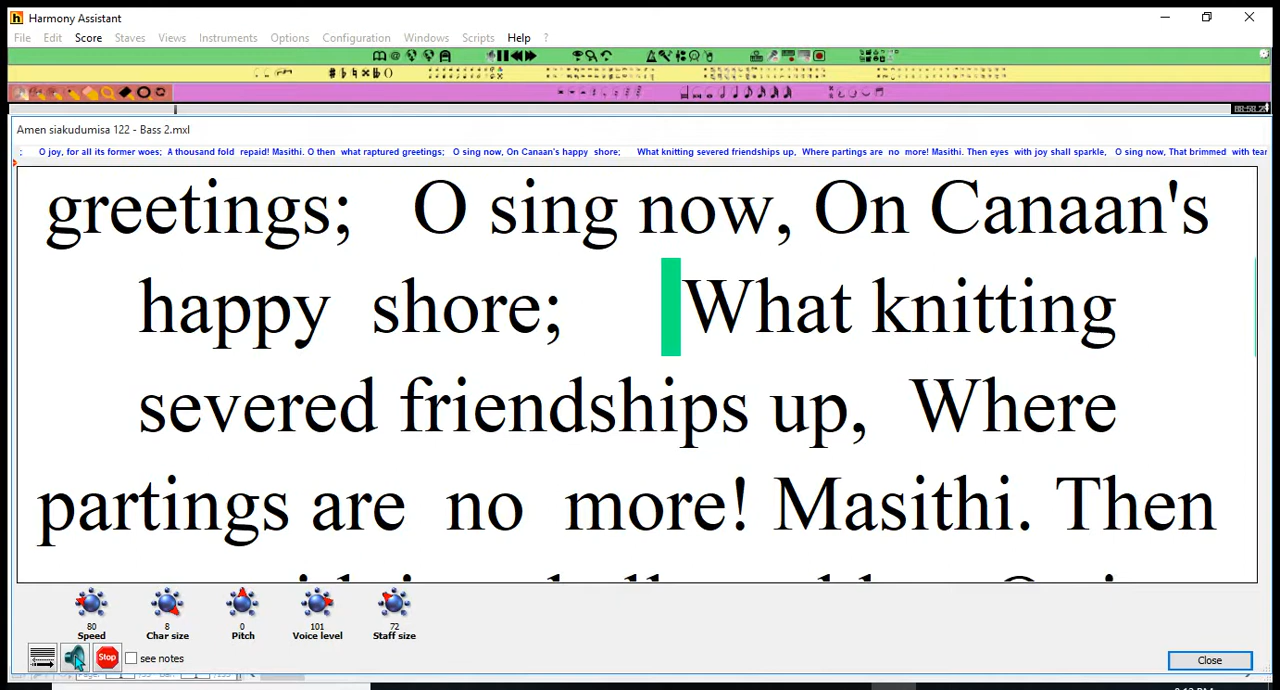 Harmony Assistant
File Edit Score Staves Views Instruments Options Configuration Windows Scripts Help ?
Amen siakudumisa 122 - Bass 2.mxl
; O joy, for all its former woes; A thousand fold repaid! Masithi. O then what raptured greetings; O sing now, On Canaan's happy shore; What knitting severed friendships up, Where partings are no more! Masithi. Then eyes with joy shall sparkle, O sing now, That brimmed with tear
greetings; O sing now, On Canaan's
happy shore; What knitting
severed friendships up, Where
partings are no more! Masithi. Then
80 8 0 101 72
Speed Char size Pitch Voice level Staff size
Stop see notes Close